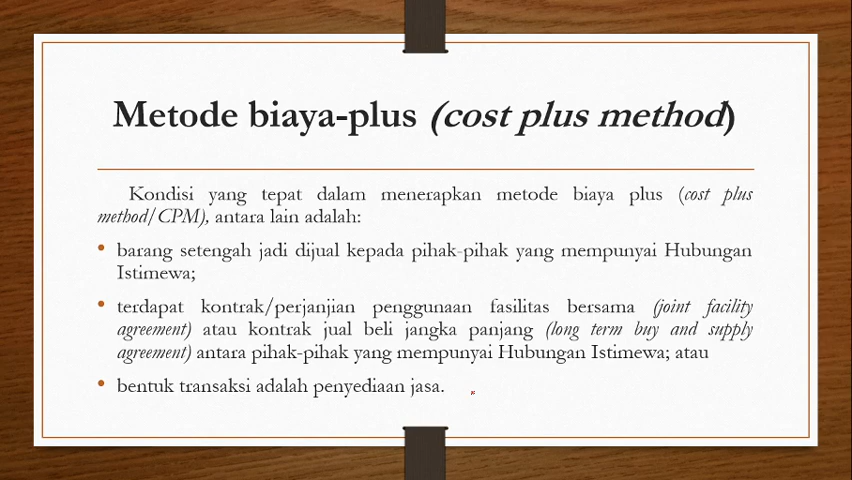 Metode biaya-plus (cost plus method)
Kondisi yang tepat dalam menerapkan metode biaya plus (cost plus
method/CPM), antara lain adalah:
• barang setengah jadi dijual kepada pihak-pihak yang mempunyai Hubungan
Istimewa;
• terdapat kontrak/perjanjian penggunaan fasilitas bersama (joint facility
agreement) atau kontrak jual beli jangka panjang (long term buy and supply
agreement) antara pihak-pihak yang mempunyai Hubungan Istimewa; atau
• bentuk transaksi adalah penyediaan jasa.